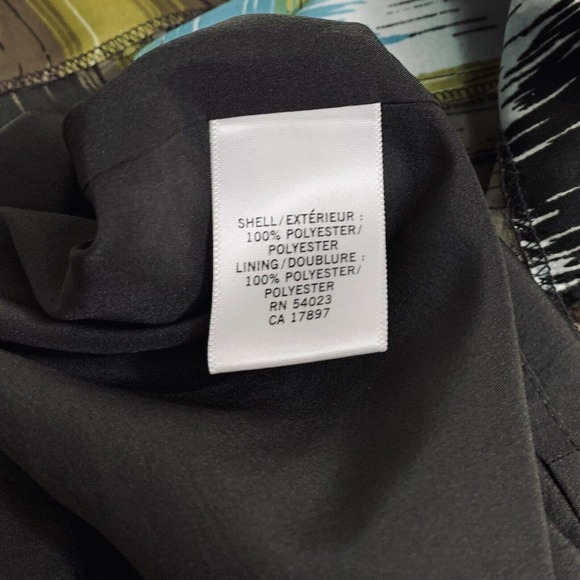 SHELL/EXTÉRIEUR :
100% POLYESTER/
POLYESTER
LINING/DOUBLURE :
100% POLYESTER/
POLYESTER
RN 54023
CA 17897